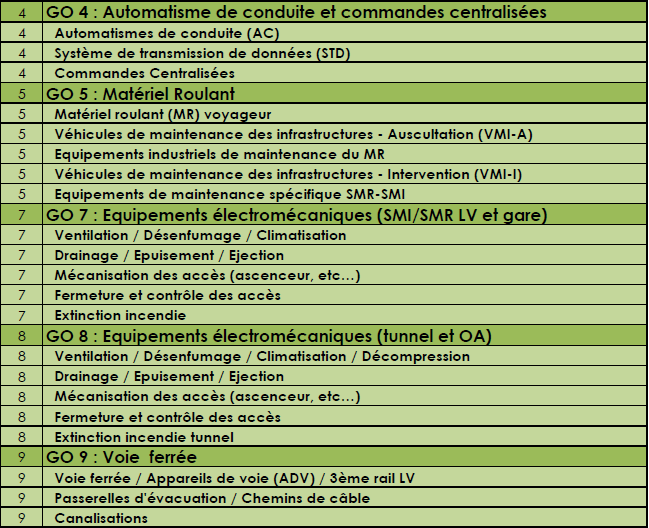 4 GO 4 : Automatisme de conduite et commandes centralisées
4 Automatismes de conduite (AC)
4 Système de transmission de données (STD)
4 Commandes Centralisées
5 GO 5 : Matériel Roulant
5 Matériel roulant (MR) voyageur
5 Véhicules de maintenance des infrastructures - Auscultation (VMI-A)
5 Equipements industriels de maintenance du MR
5 Véhicules de maintenance des infrastructures - Intervention (VMI-I)
5 Equipements de maintenance spécifique SMR-SMI
7 GO 7 : Equipements électromécaniques (SMI/SMR LV et gare)
7 Ventilation / Désenfumage / Climatisation
7 Drainage / Epuisement / Ejection
7 Mécanisation des accès (ascenceur, etc...)
7 Fermeture et contrôle des accès
7 Extinction incendie
8 GO 8 : Equipements électromécaniques (tunnel et OA)
8 Ventilation / Désenfumage / Climatisation / Décompression
8 Drainage / Epuisement / Ejection
8 Mécanisation des accès (ascenceur, etc...)
8 Fermeture et contrôle des accès
8 Extinction incendie tunnel
9 GO 9 : Voie ferrée
9 Voie ferrée / Appareils de voie (ADV) / 3ème rail LV
9 Passerelles d'évacuation / Chemins de câble
9 Canalisations